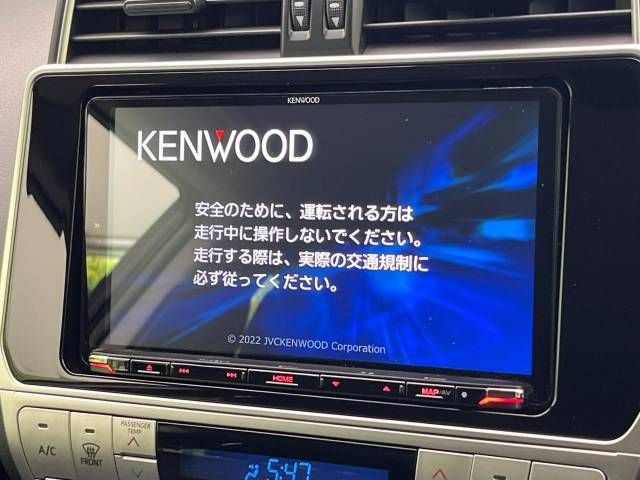 KENWOOD
KENWOOD
安全のために、運転される方は
走行中に操作しないでください。
走行する際は、実際の交通規制に
必ず従ってください。
© 2022 JVCKENWOOD Corporation
HOME
MAP/AV
A/C
FRONT
PASSENGER
TEMP
5:47